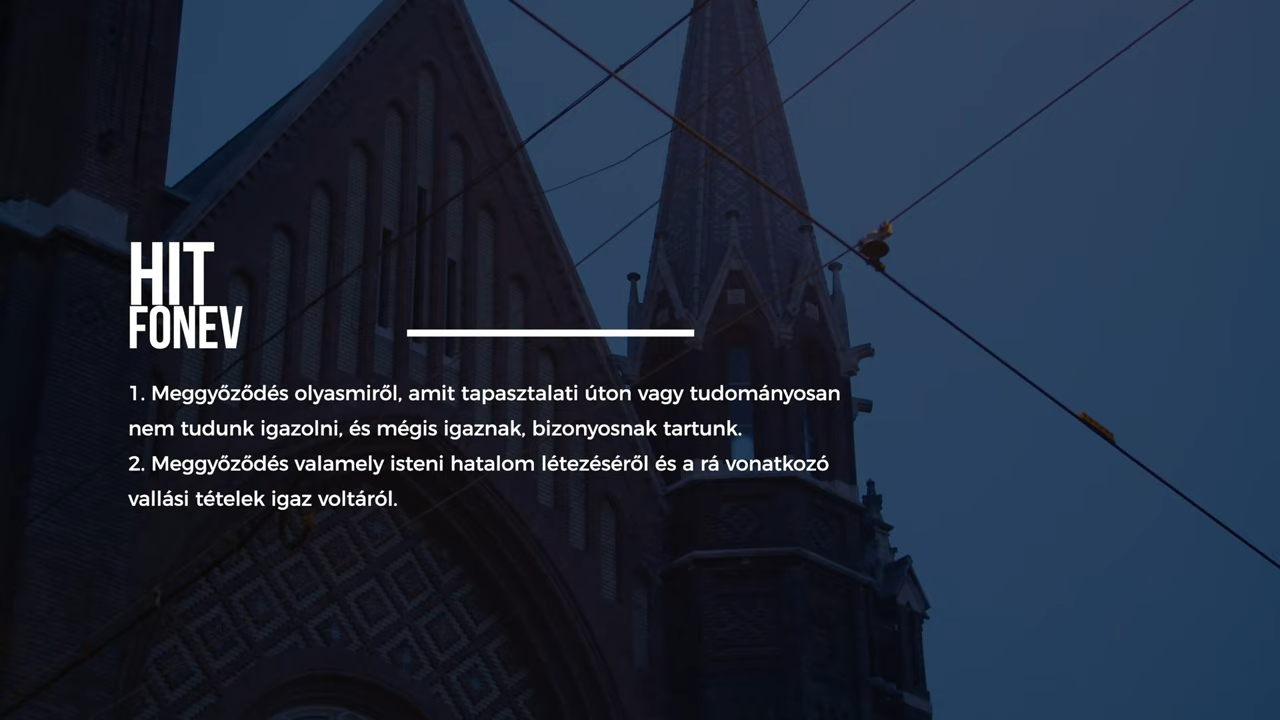 HIT
FONEV
1. Meggyőződés olyasmiről, amit tapasztalati úton vagy tudományosan
nem tudunk igazolni, és mégis igaznak, bizonyosnak tartunk.
2. Meggyőződés valamely isteni hatalom létezéséről és a rá vonatkozó
vallási tételek igaz voltáról.